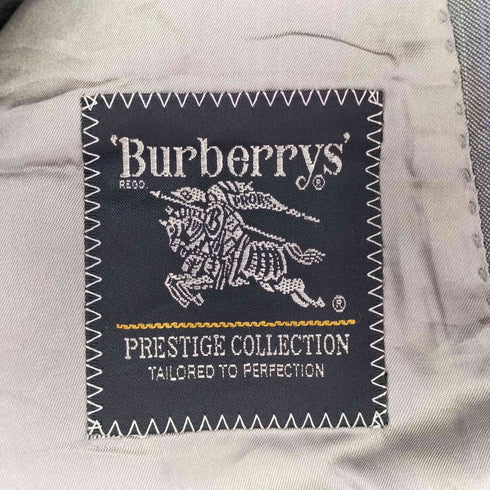 'Burberrys'®
REGD.
PRORSUM
®
PRESTIGE COLLECTION
TAILORED TO PERFECTION